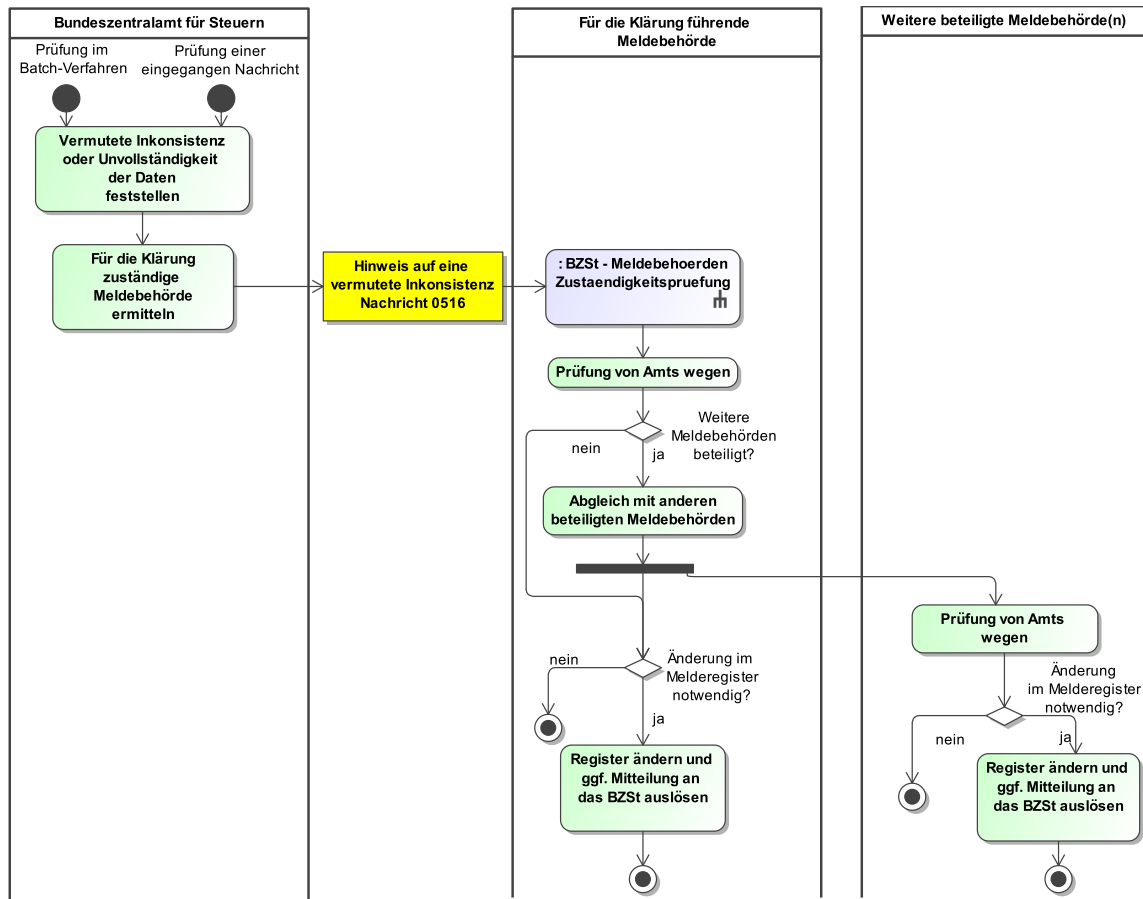 Bundeszentralamt für Steuern
Prüfung im
Batch-Verfahren
Prüfung einer
eingegangen Nachricht
Vermutete Inkonsistenz
oder Unvollständigkeit
der Daten
feststellen
Für die Klärung
zuständige
Meldebehörde
ermitteln
Hinweis auf eine
vermutete Inkonsistenz
Nachricht 0516
Für die Klärung führende
Meldebehörde
: BZSt - Meldebehoerden
Zustaendigkeitspruefung
Prüfung von Amts wegen
Weitere
Meldebehörden
beteiligt?
nein
ja
Abgleich mit anderen
beteiligten Meldebehörden
nein
Änderung im
Melderegister
notwendig?
ja
Register ändern und
ggf. Mitteilung an
das BZSt auslösen
Weitere beteiligte Meldebehörde(n)
Prüfung von Amts
wegen
Änderung
im Melderegister
notwendig?
nein
ja
Register ändern und
ggf. Mitteilung an
das BZSt auslösen